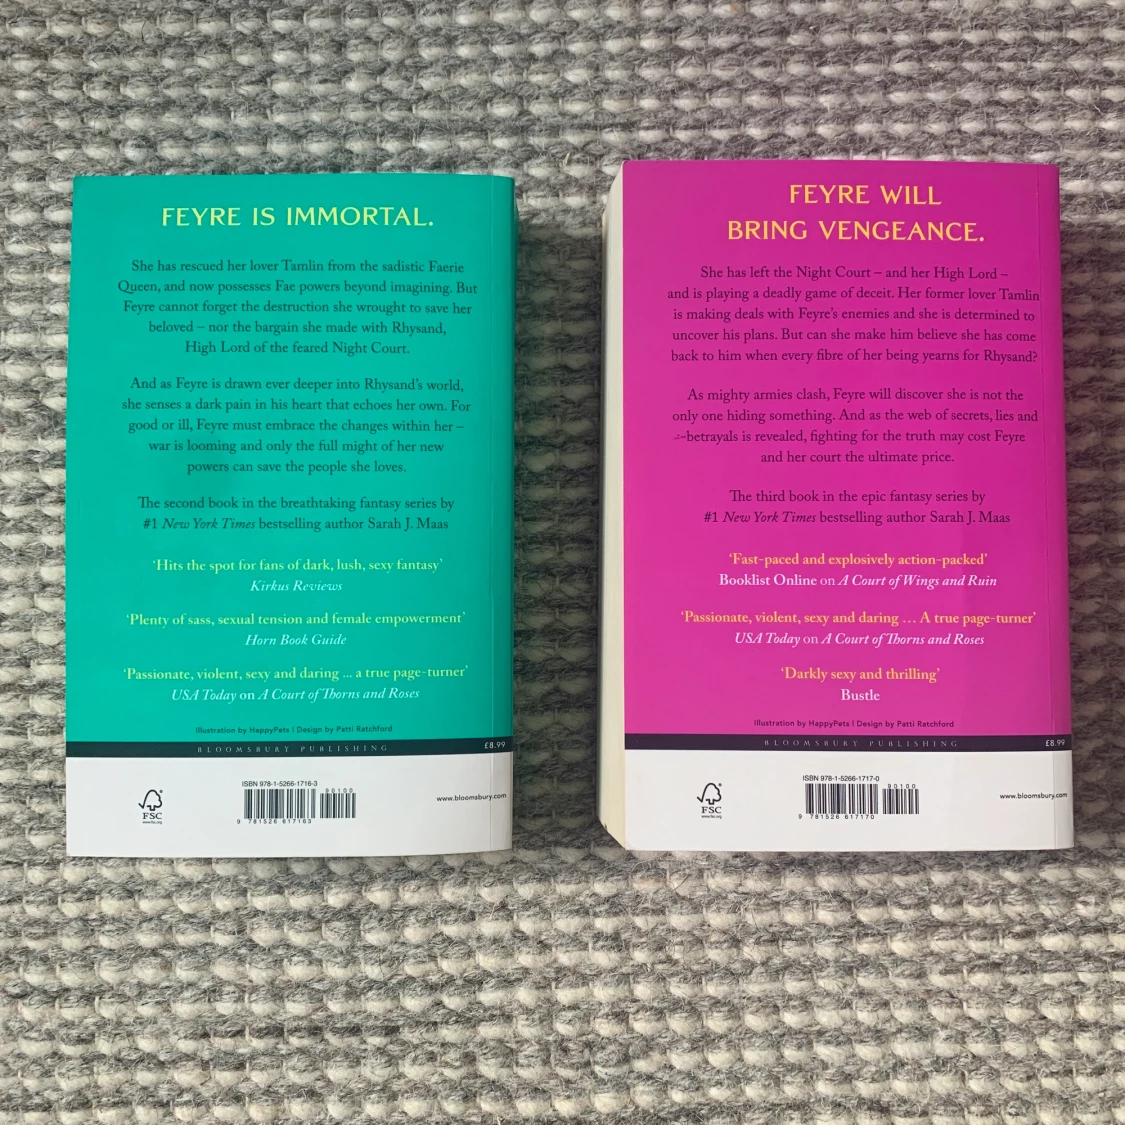 FEYRE IS IMMORTAL.
She has rescued her lover Tamlin from the sadistic Faerie
Queen, and now possesses Fae powers beyond imagining. But
Feyre cannot forget the destruction she wrought to save her
beloved – nor the bargain she made with Rhysand,
High Lord of the feared Night Court.
And as Feyre is drawn ever deeper into Rhysand's world,
she senses a dark pain in his heart that echoes her own. For
good or ill, Feyre must embrace the changes within her –
war is looming and only the full might of her new
powers can save the people she loves.
The second book in the breathtaking fantasy series by
#1 New York Times bestselling author Sarah J. Maas
'Hits the spot for fans of dark, lush, sexy fantasy'
Kirkus Reviews
'Plenty of sass, sexual tension and female empowerment'
Horn Book Guide
'Passionate, violent, sexy and daring ... a true page-turner'
USA Today on A Court of Thorns and Roses
Illustration by HappyPets | Design by Patti Ratchford
BLOOMSBURY PUBLISHING
£8.99
FSC
www.fsc.org
ISBN 978-1-5266-1716-3
90100
9 781526 617163
www.bloomsbury.com
FEYRE WILL
BRING VENGEANCE.
She has left the Night Court – and her High Lord –
and is playing a deadly game of deceit. Her former lover Tamlin
is making deals with Feyre's enemies and she is determined to
uncover his plans. But can she make him believe she has come
back to him when every fibre of her being yearns for Rhysand?
As mighty armies clash, Feyre will discover she is not the
only one hiding something. And as the web of secrets, lies and
betrayals is revealed, fighting for the truth may cost Feyre
and her court the ultimate price.
The third book in the epic fantasy series by
#1 New York Times bestselling author Sarah J. Maas
'Fast-paced and explosively action-packed'
Booklist Online on A Court of Wings and Ruin
'Passionate, violent, sexy and daring ... A true page-turner'
USA Today on A Court of Thorns and Roses
'Darkly sexy and thrilling'
Bustle
Illustration by HappyPets | Design by Patti Ratchford
BLOOMSBURY PUBLISHING
£8.99
FSC
www.fsc.org
ISBN 978-1-5266-1717-0
90100
9 781526 617170
www.bloomsbury.com